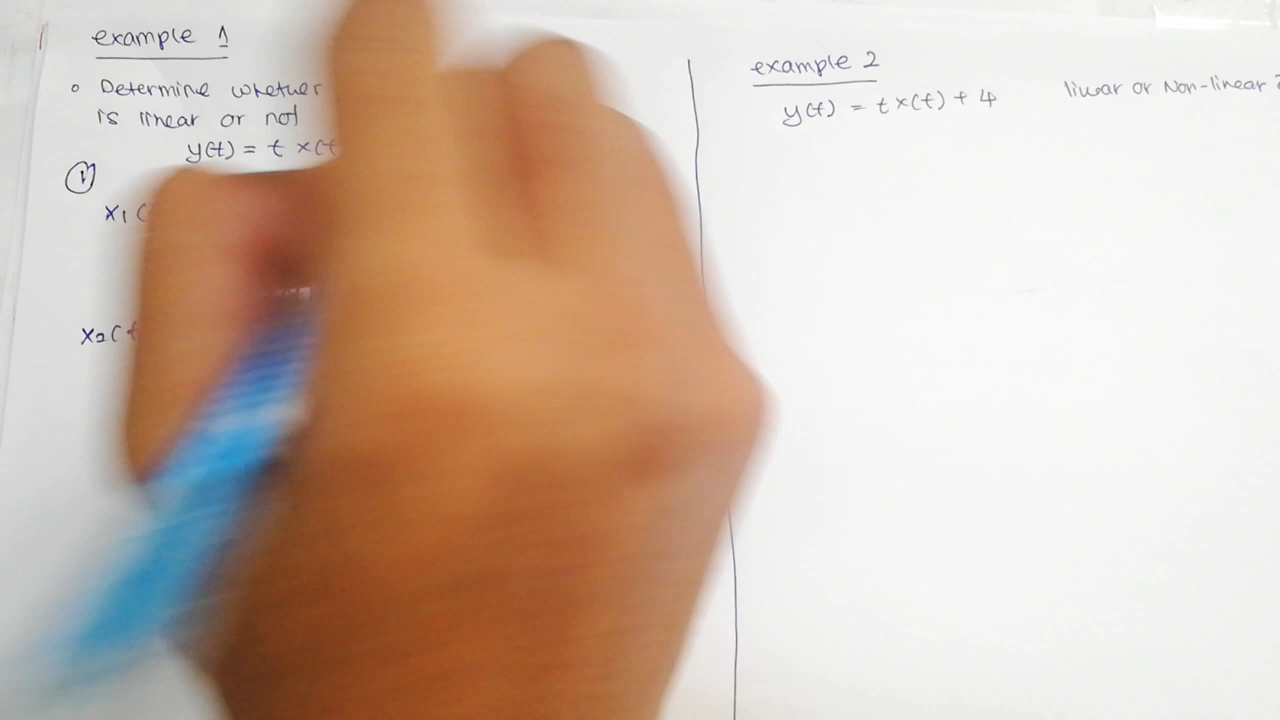 example 1
o Determine whether
is linear or not
y(t) = t x(t
1
x1(
x2(t
example 2
y(t) = t x(t) + 4 linear or Non-linear ?